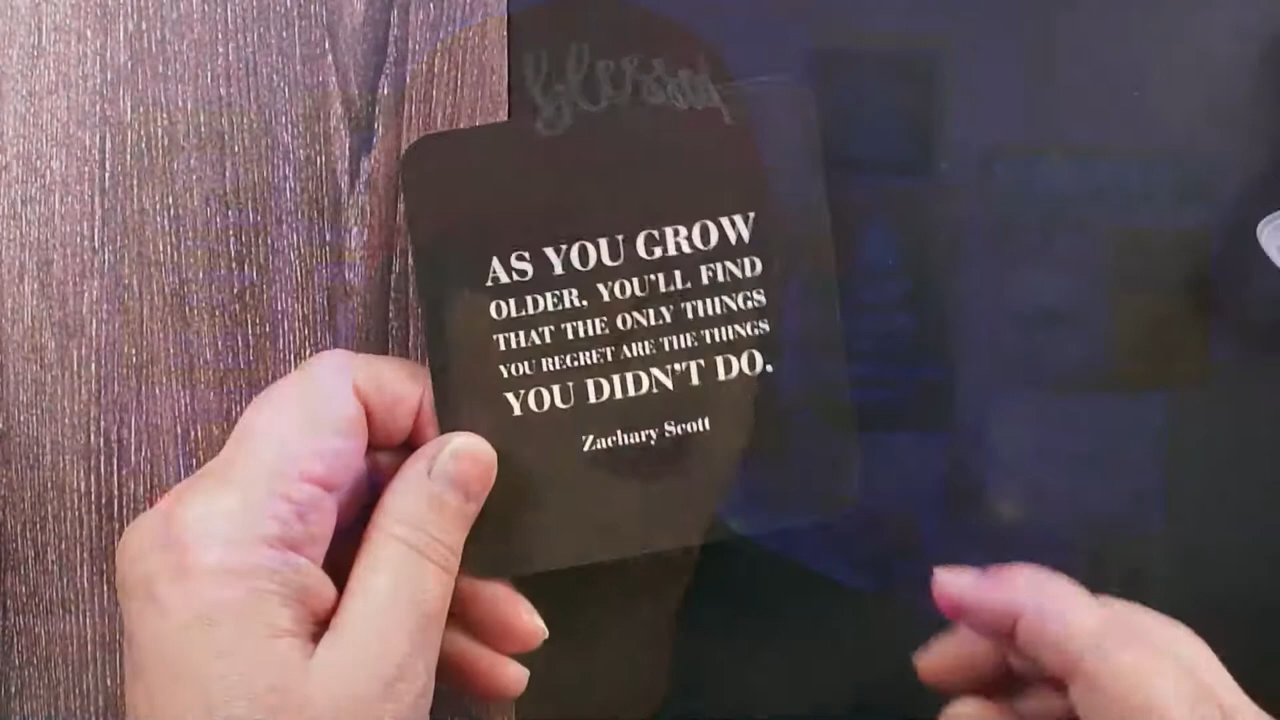 AS YOU GROW
OLDER, YOU'LL FIND
THAT THE ONLY THINGS
YOU REGRET ARE THE THINGS
YOU DIDN'T DO.
Zachary Scott